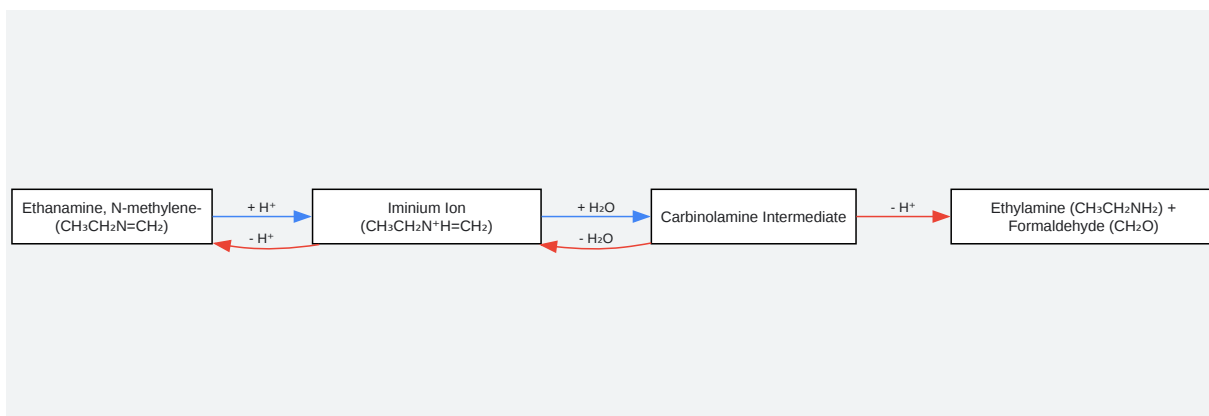 Ethanamine, N-methylene-
(CH₃CH₂N=CH₂)
+ H⁺
- H⁺
Iminium Ion
(CH₃CH₂N⁺H=CH₂)
+ H₂O
- H₂O
Carbinolamine Intermediate
- H⁺
Ethylamine (CH₃CH₂NH₂) +
Formaldehyde (CH₂O)